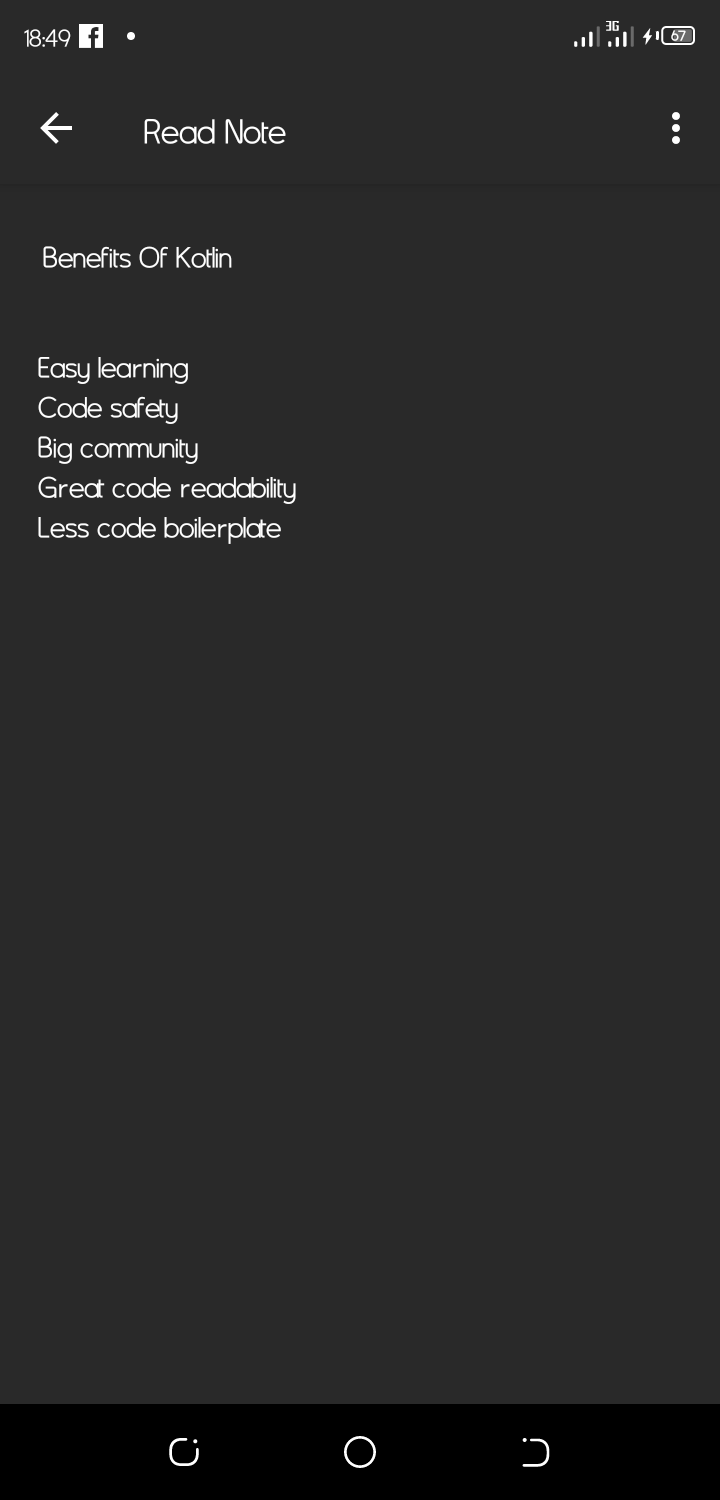 18:49
3G
67
Read Note
Benefits Of Kotlin
Easy learning
Code safety
Big community
Great code readability
Less code boilerplate